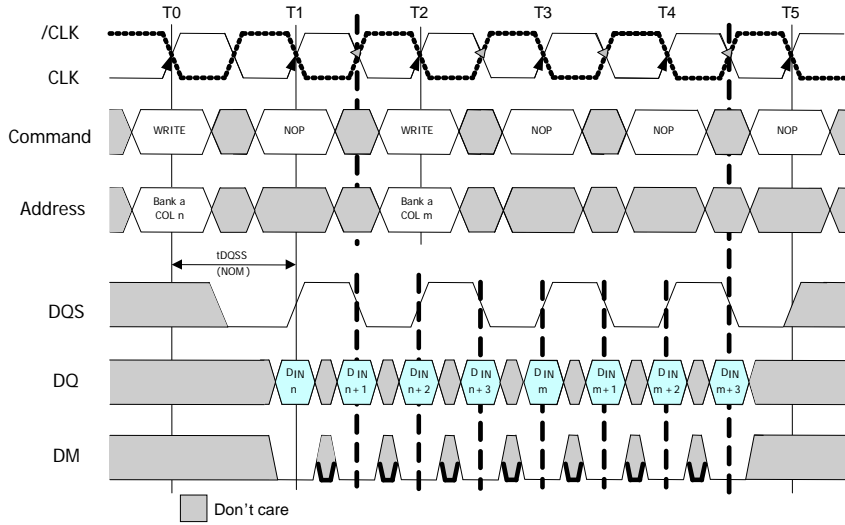 T0 T1 T2 T3 T4 T5
/CLK
CLK
Command WRITE NOP WRITE NOP NOP NOP
Address Bank a COL n Bank a COL m
tDQSS
(NOM)
DQS
DQ DIN n DIN n + 1 DIN n + 2 DIN n + 3 DIN m DIN m + 1 DIN m + 2 DIN m + 3
DM
Don't care